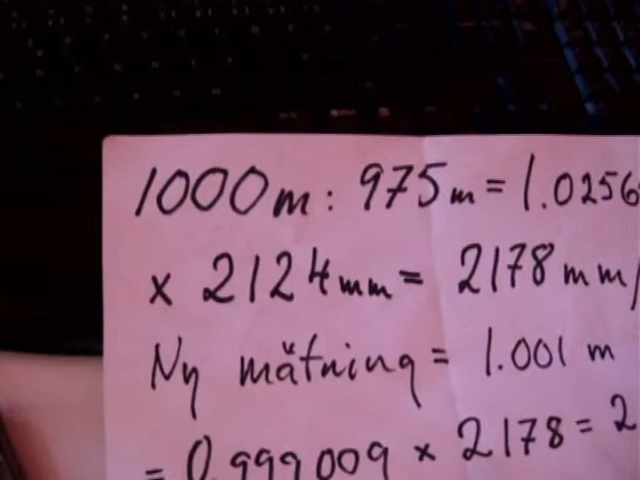 1000m: 975m = 1.0256
x 2124mm = 2178mm/
Ny mätning = 1.001 m
= 0,999009 x 2178 = 2